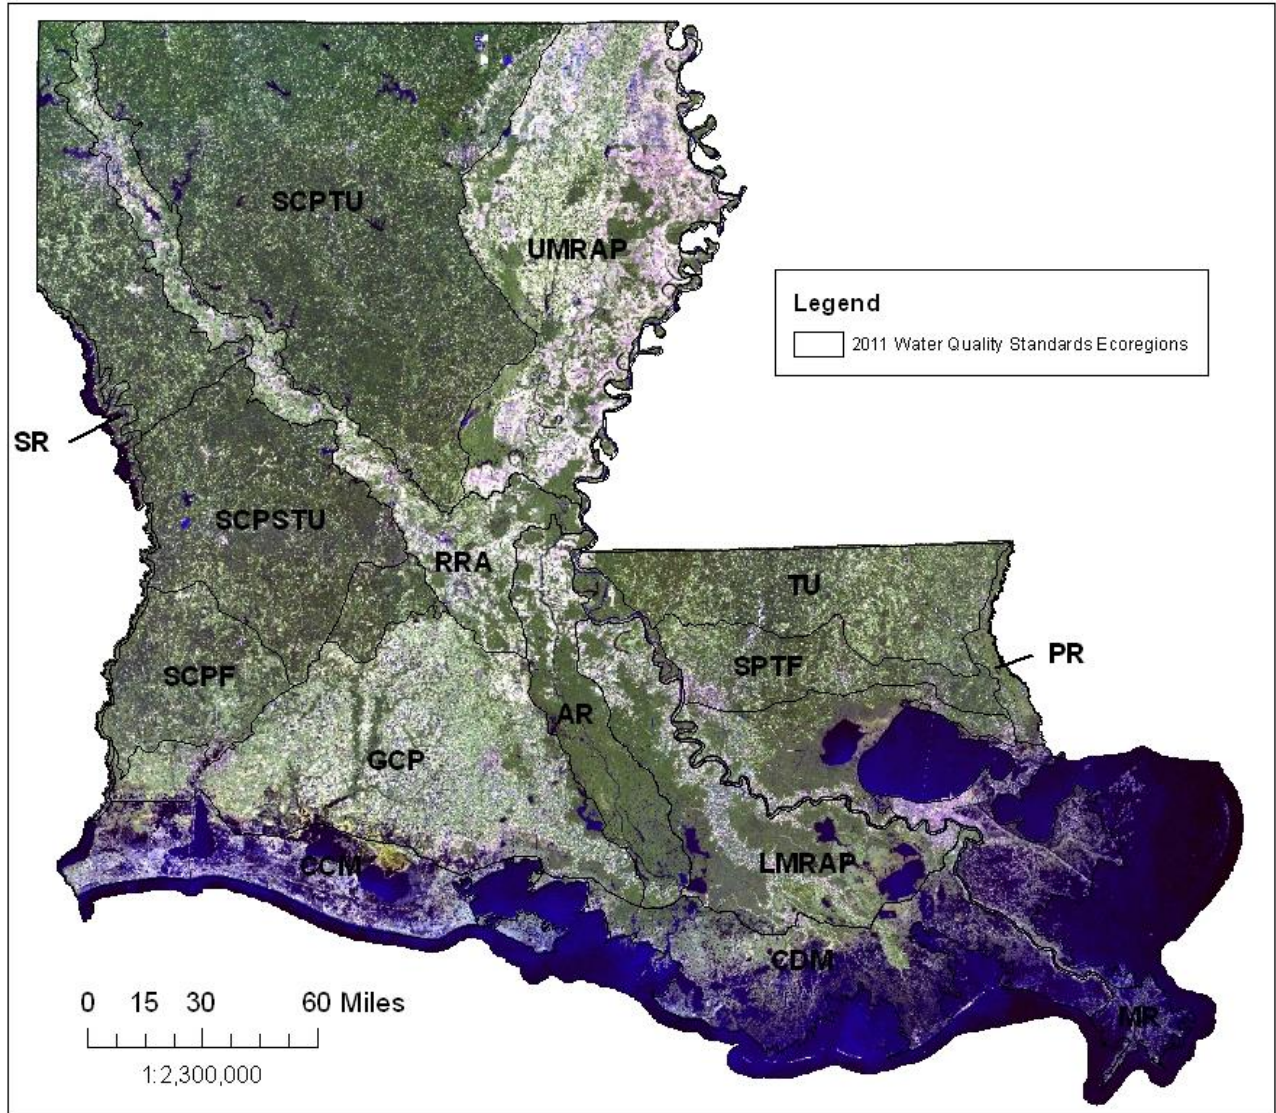 SCPTU
UMRAP
Legend
2011 Water Quality Standards Ecoregions
SR
SCPSTU
RRA
TU
SPTF
PR
SCPF
AR
GCP
LMRAP
CCM
CDM
MR
0 15 30 60 Miles
1:2,300,000